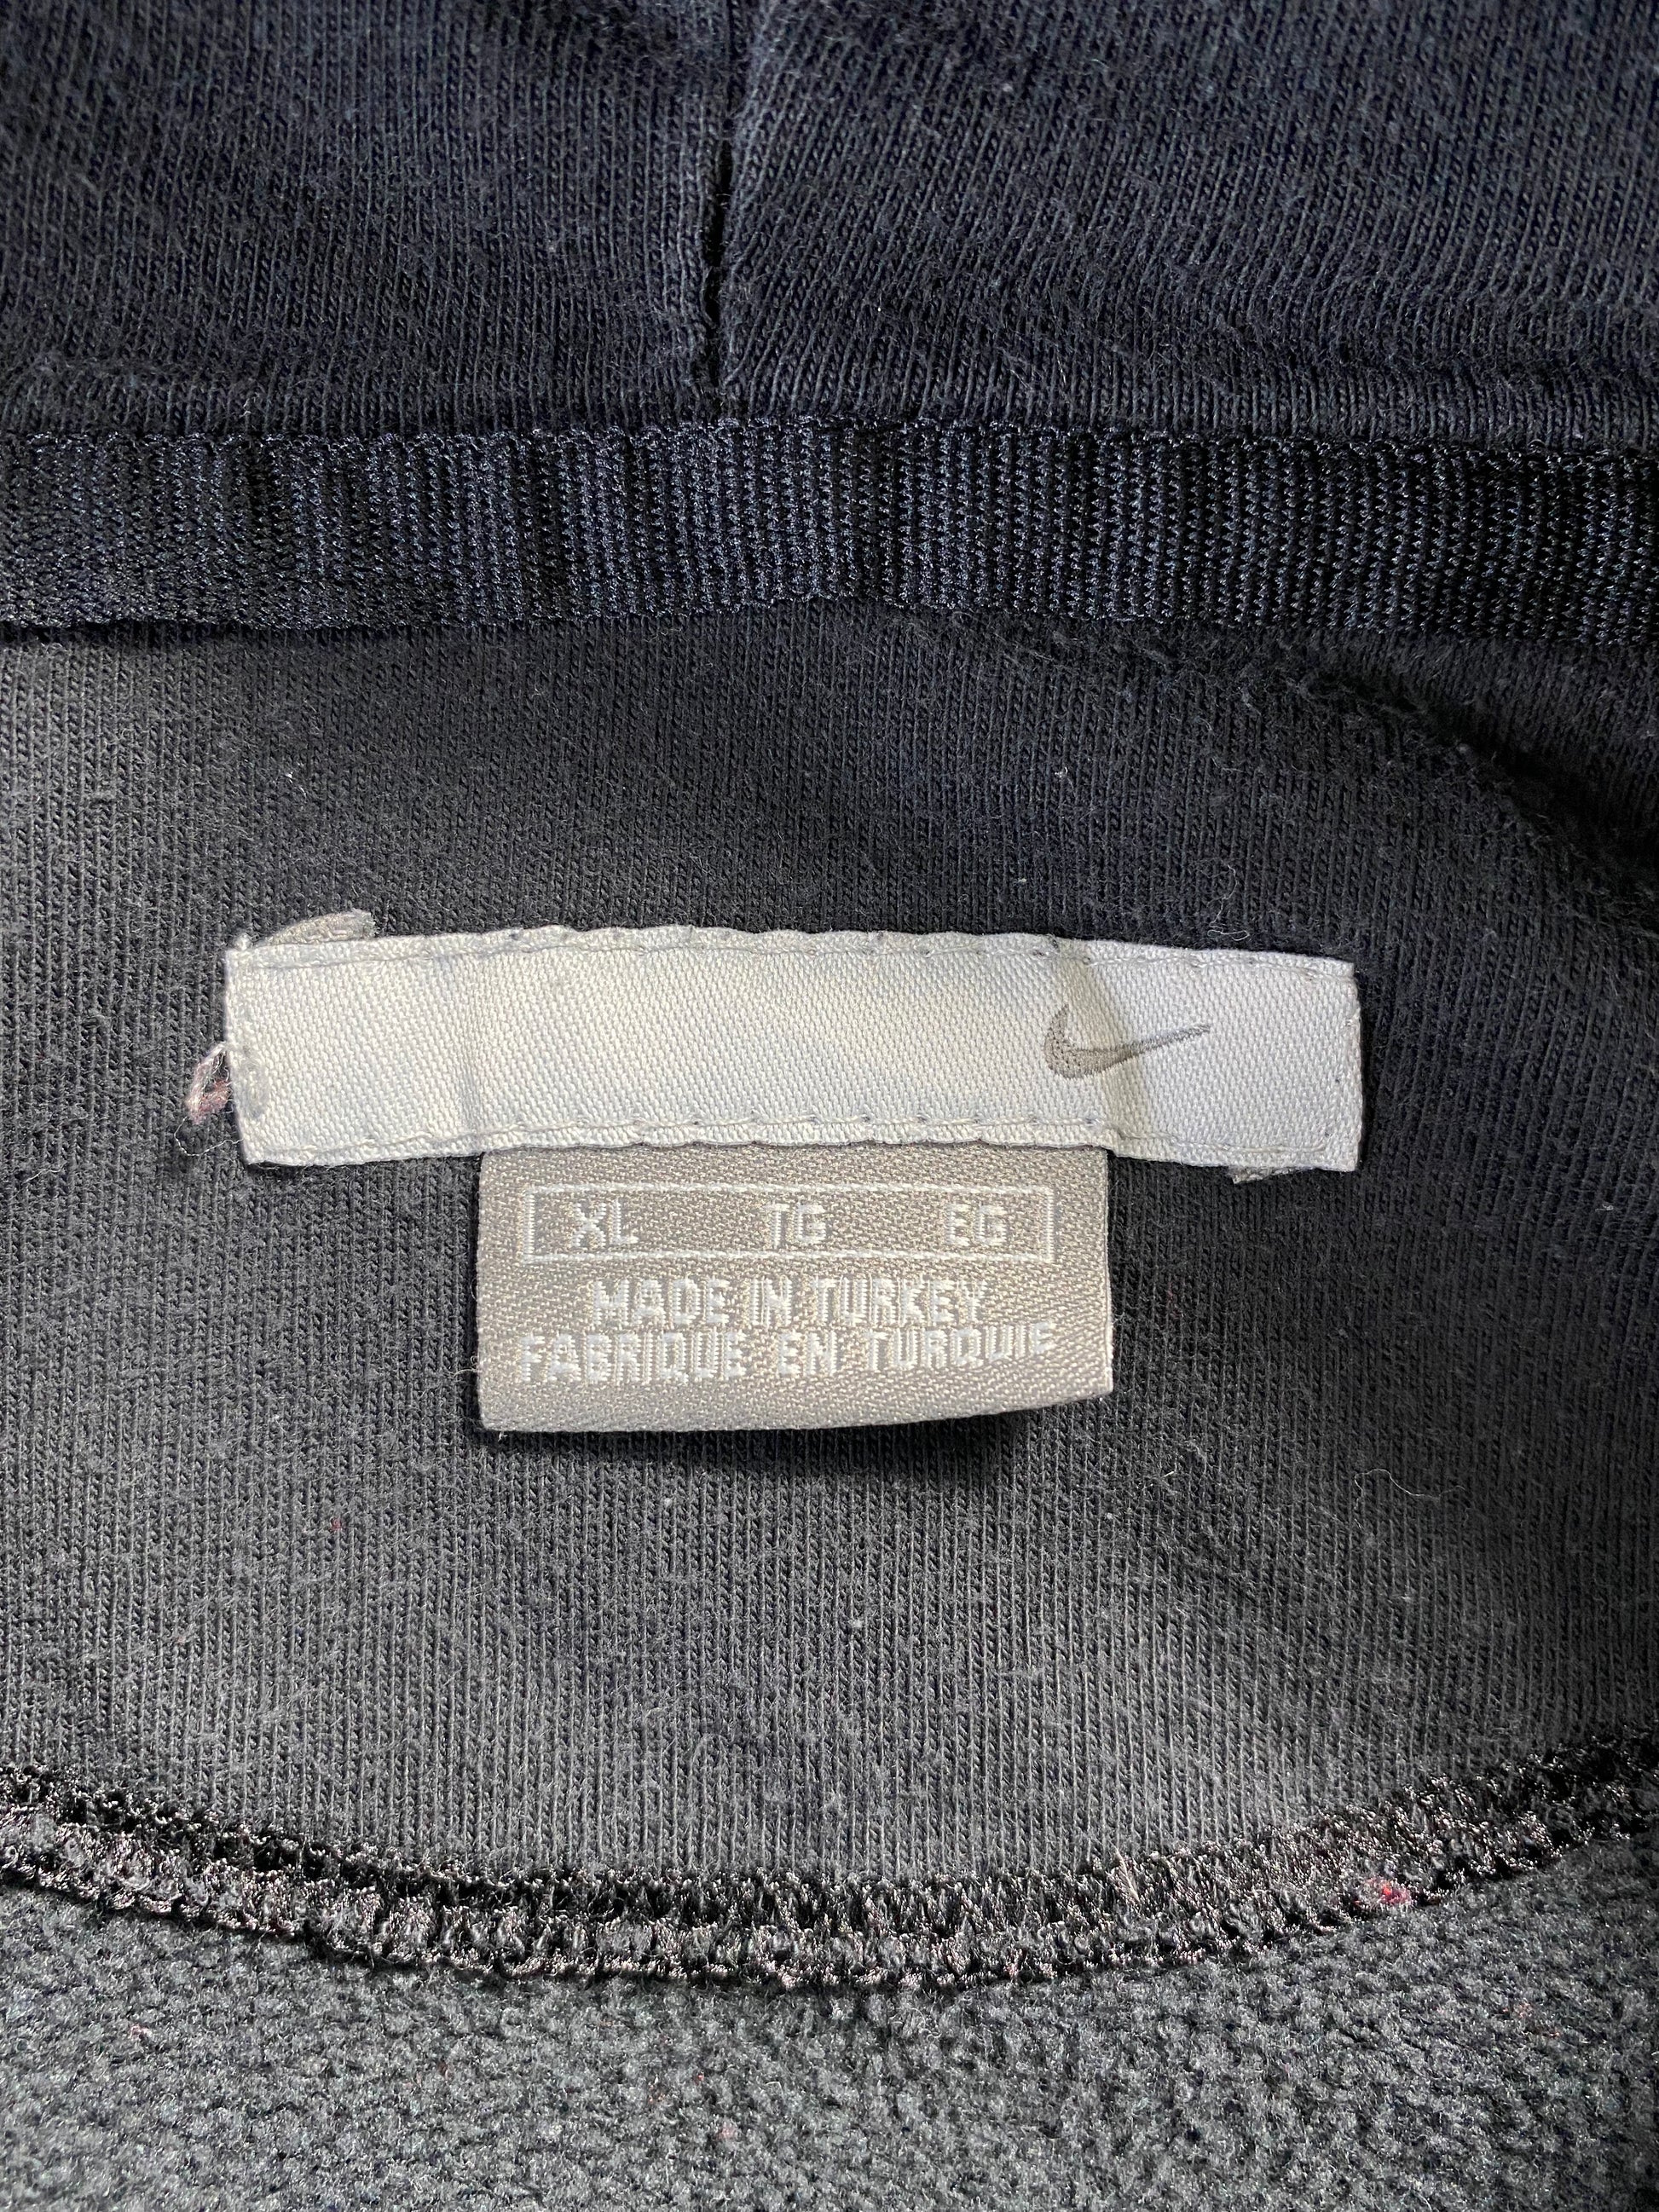 XL TG EG
MADE IN TURKEY
FABRIQUE EN TURQUIE